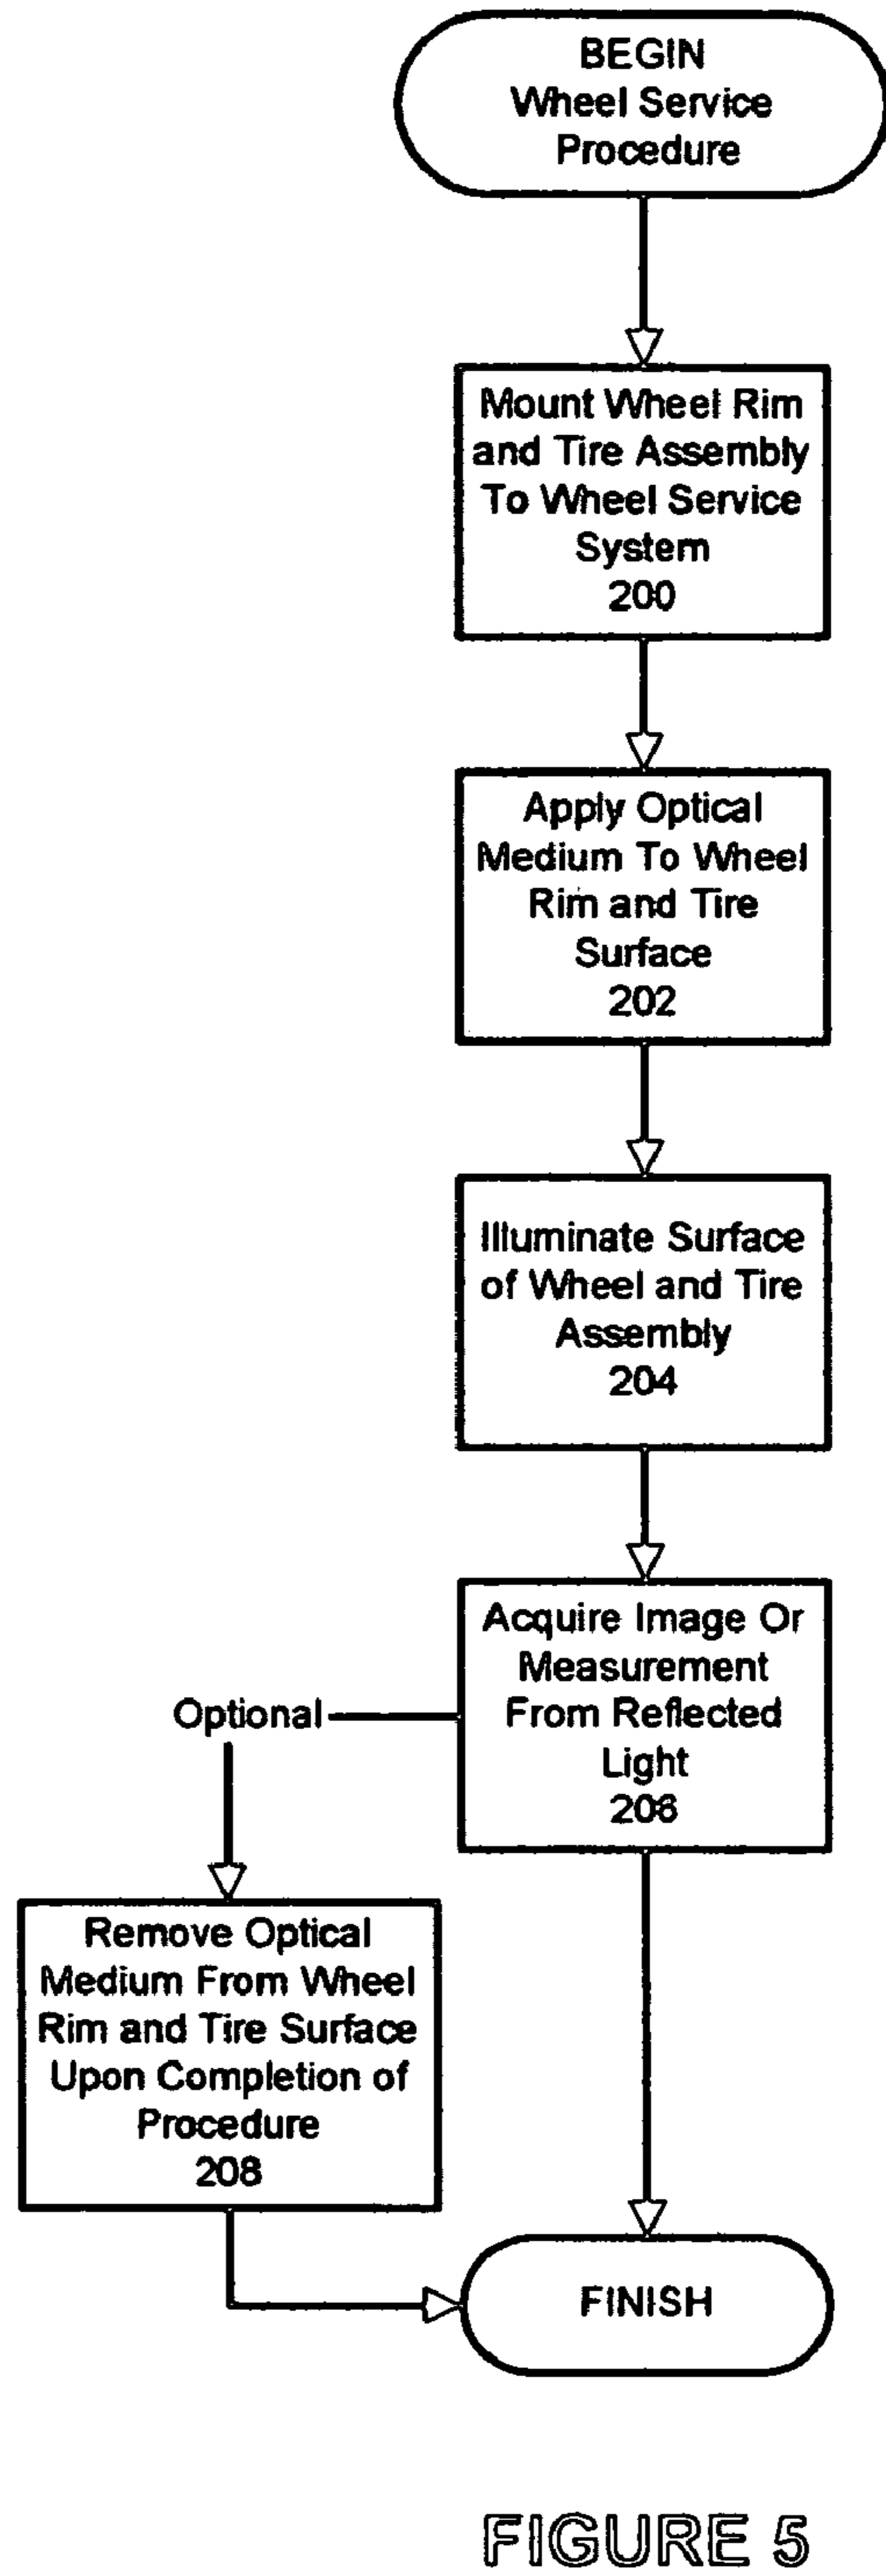 BEGIN
Wheel Service
Procedure
Mount Wheel Rim
and Tire Assembly
To Wheel Service
System
200
Apply Optical
Medium To Wheel
Rim and Tire
Surface
202
Illuminate Surface
of Wheel and Tire
Assembly
204
Acquire Image Or
Measurement
From Reflected
Light
206
Optional
Remove Optical
Medium From Wheel
Rim and Tire Surface
Upon Completion of
Procedure
208
FINISH
FIGURE 5